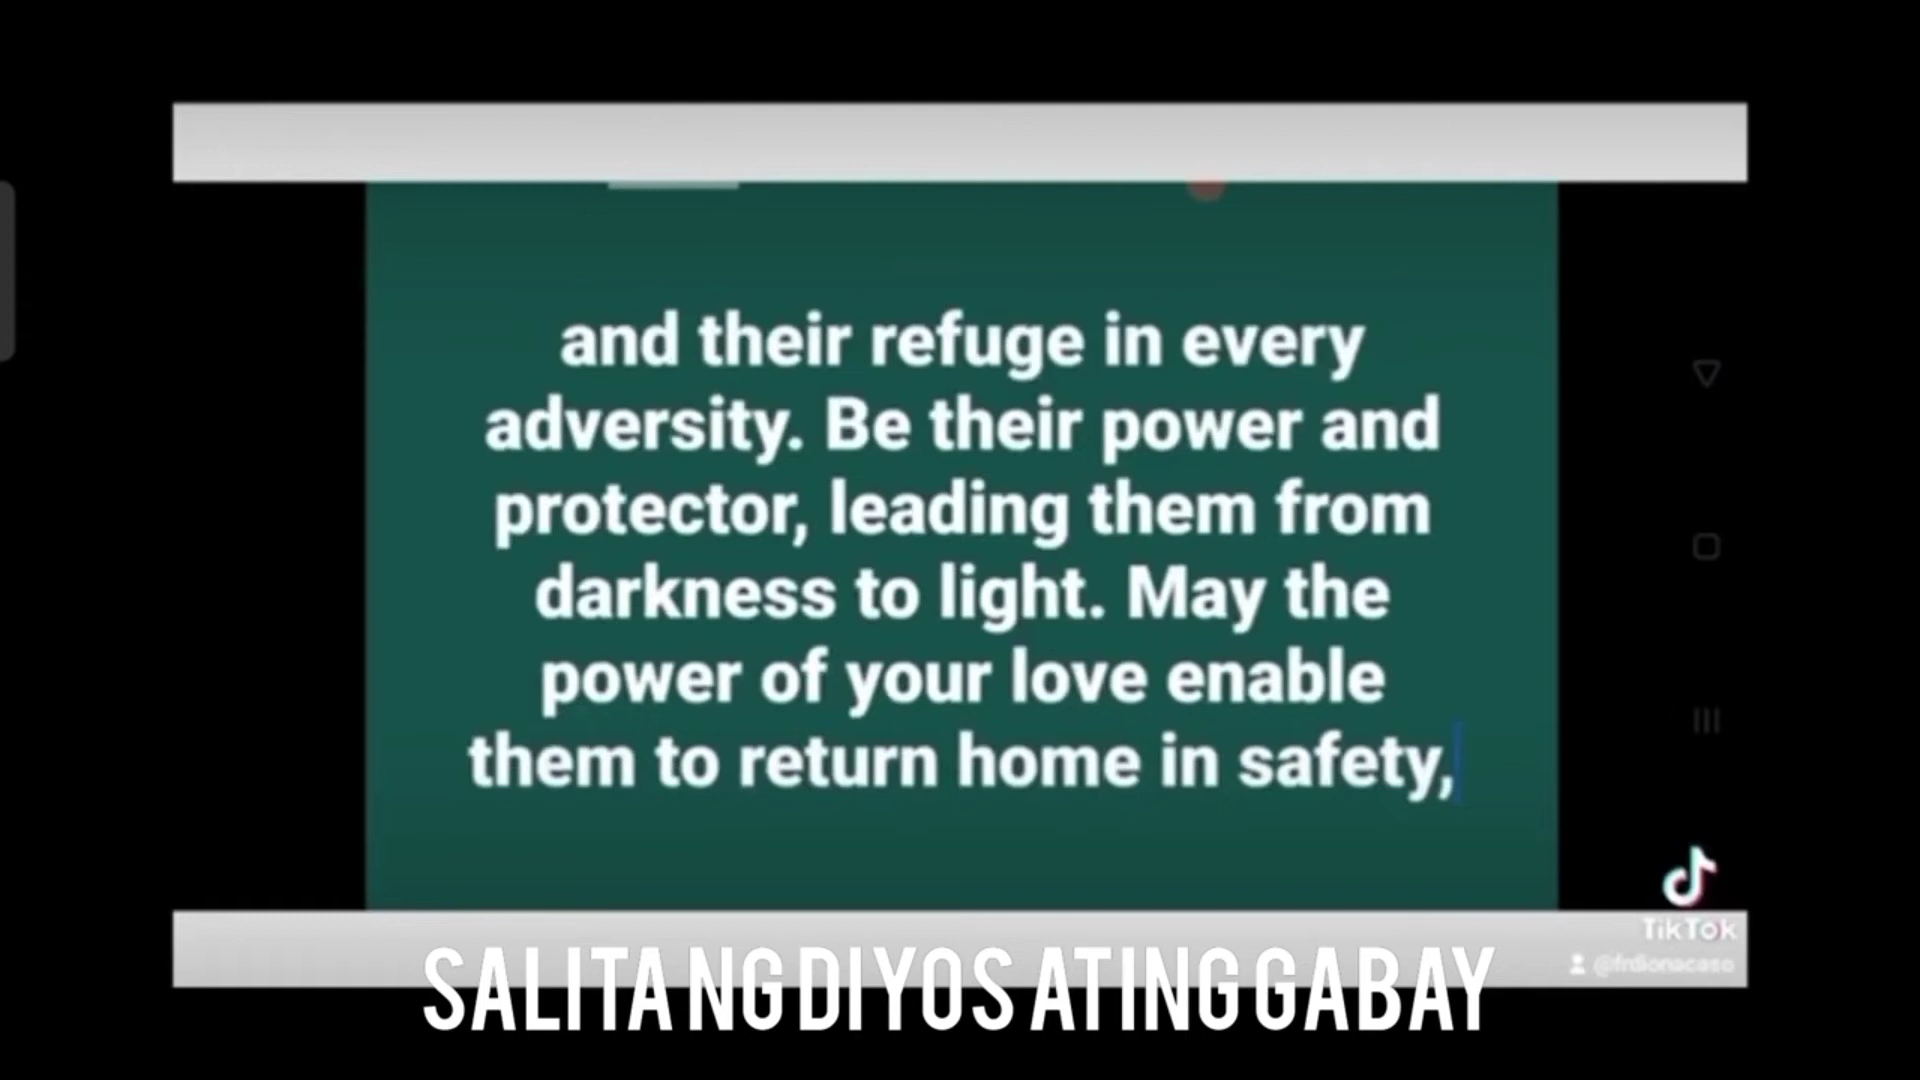 and their refuge in every
adversity. Be their power and
protector, leading them from
darkness to light. May the
power of your love enable
them to return home in safety,
TikTok
@frdionacaso
SALITA NG DIYOS ATING GABAY